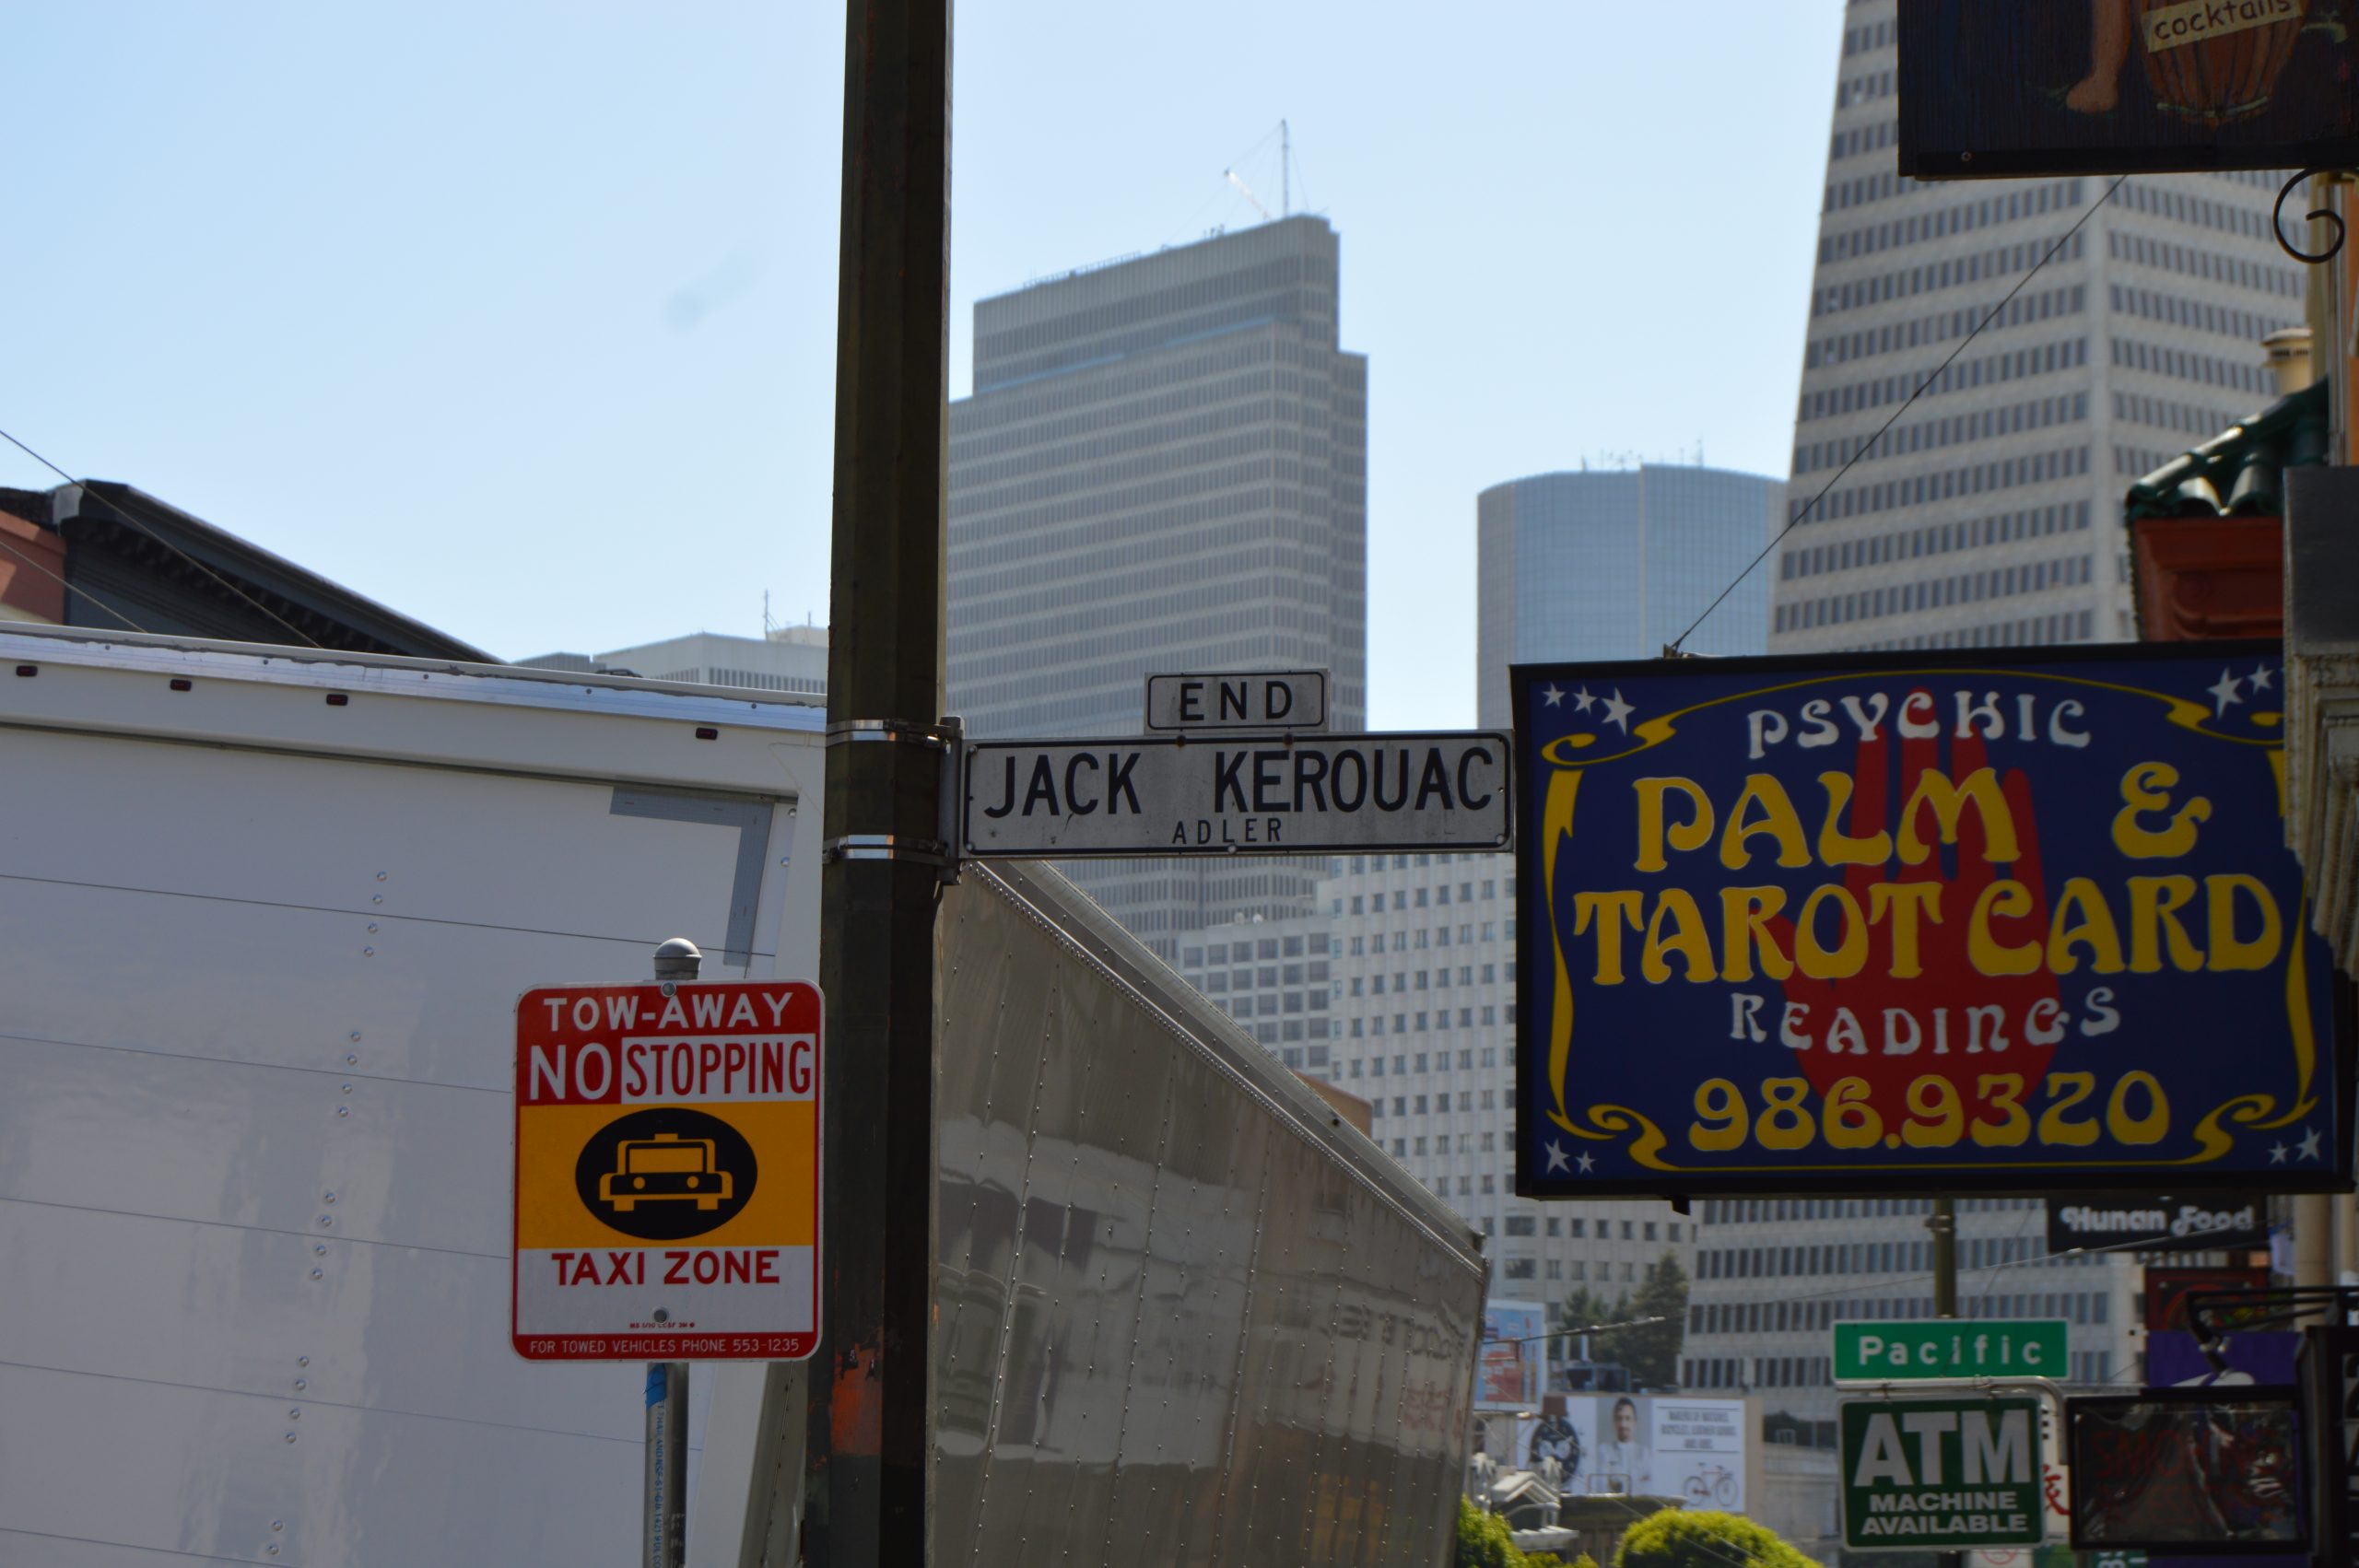 cocktails
END
JACK KEROUAC
ADLER
PSYCHIC
PALM &
TAROT CARD
READINGS
986.9320
TOW-AWAY
NO STOPPING
TAXI ZONE
FOR TOWED VEHICLES PHONE 553-1235
Hunan Food
Pacific
ATM
MACHINE
AVAILABLE